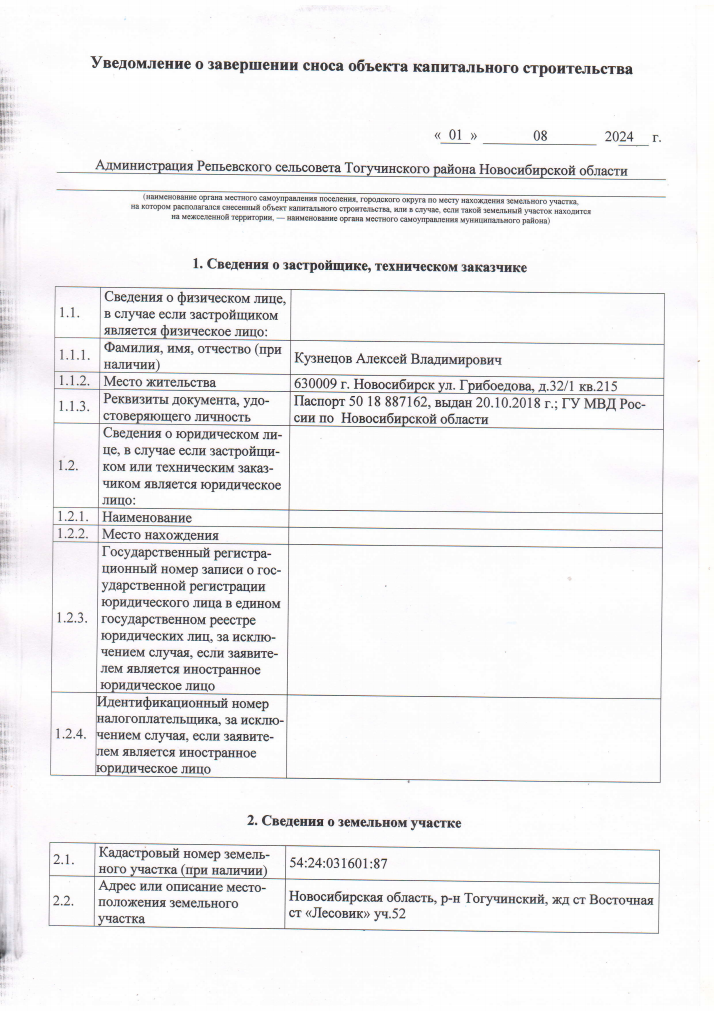 Уведомление о завершении сноса объекта капитального строительства
« 01 » 08 2024 г.
Администрация Репьевского сельсовета Тогучинского района Новосибирской области
(наименование органа местного самоуправления поселения, городского округа по месту нахождения земельного участка,
на котором располагался снесенный объект капитального строительства, или в случае, если такой земельный участок находится
на межселенной территории, — наименование органа местного самоуправления муниципального района)
1. Сведения о застройщике, техническом заказчике
1.1. Сведения о физическом лице,
в случае если застройщиком
является физическое лицо:
1.1.1. Фамилия, имя, отчество (при
наличии)
Кузнецов Алексей Владимирович
1.1.2. Место жительства 630009 г. Новосибирск ул. Грибоедова, д.32/1 кв.215
1.1.3. Реквизиты документа, удо-
стоверяющего личность
Паспорт 50 18 887162, выдан 20.10.2018 г.; ГУ МВД Рос-
сии по Новосибирской области
1.2. Сведения о юридическом ли-
це, в случае если застройщи-
ком или техническим заказ-
чиком является юридическое
лицо:
1.2.1. Наименование
1.2.2. Место нахождения
1.2.3. Государственный регистра-
ционный номер записи о гос-
ударственной регистрации
юридического лица в едином
государственном реестре
юридических лиц, за исклю-
чением случая, если заявите-
лем является иностранное
юридическое лицо
1.2.4. Идентификационный номер
налогоплательщика, за исклю-
чением случая, если заявите-
лем является иностранное
юридическое лицо
2. Сведения о земельном участке
2.1. Кадастровый номер земель-
ного участка (при наличии)
54:24:031601:87
2.2. Адрес или описание место-
положения земельного
участка
Новосибирская область, р-н Тогучинский, жд ст Восточная
ст «Лесовик» уч.52